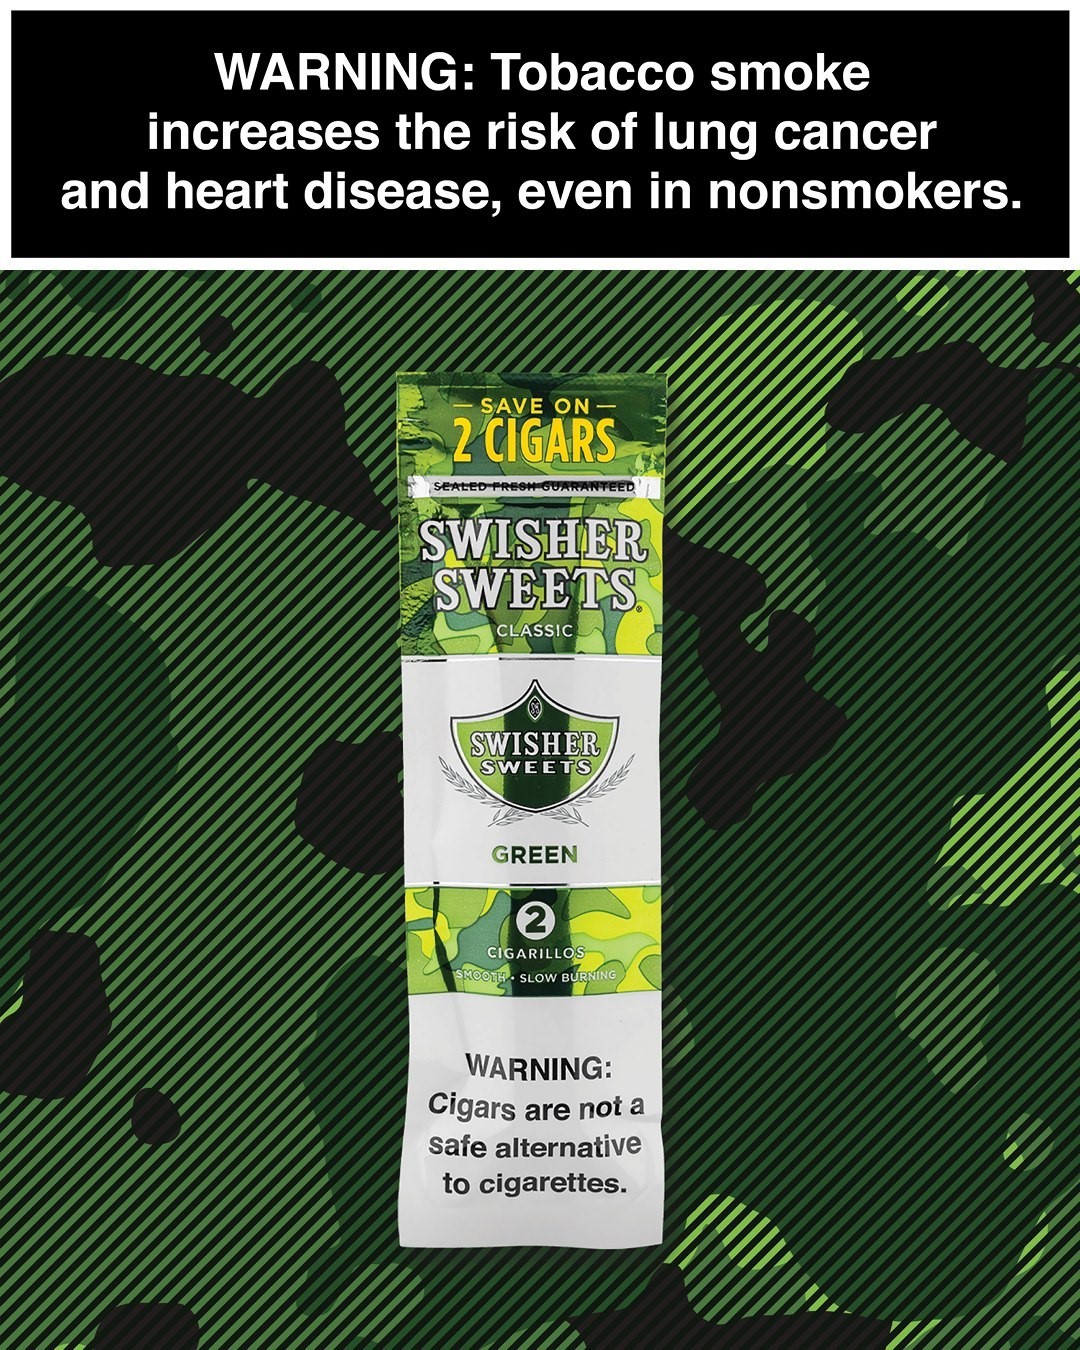 WARNING: Tobacco smoke
increases the risk of lung cancer
and heart disease, even in nonsmokers.
SAVE ON
2 CIGARS
SEALED FRESH GUARANTEED
SWISHER
SWEETS®
CLASSIC
SWISHER
SWEETS
GREEN
2
CIGARILLOS
SMOOTH • SLOW BURNING
WARNING:
Cigars are not a
safe alternative
to cigarettes.